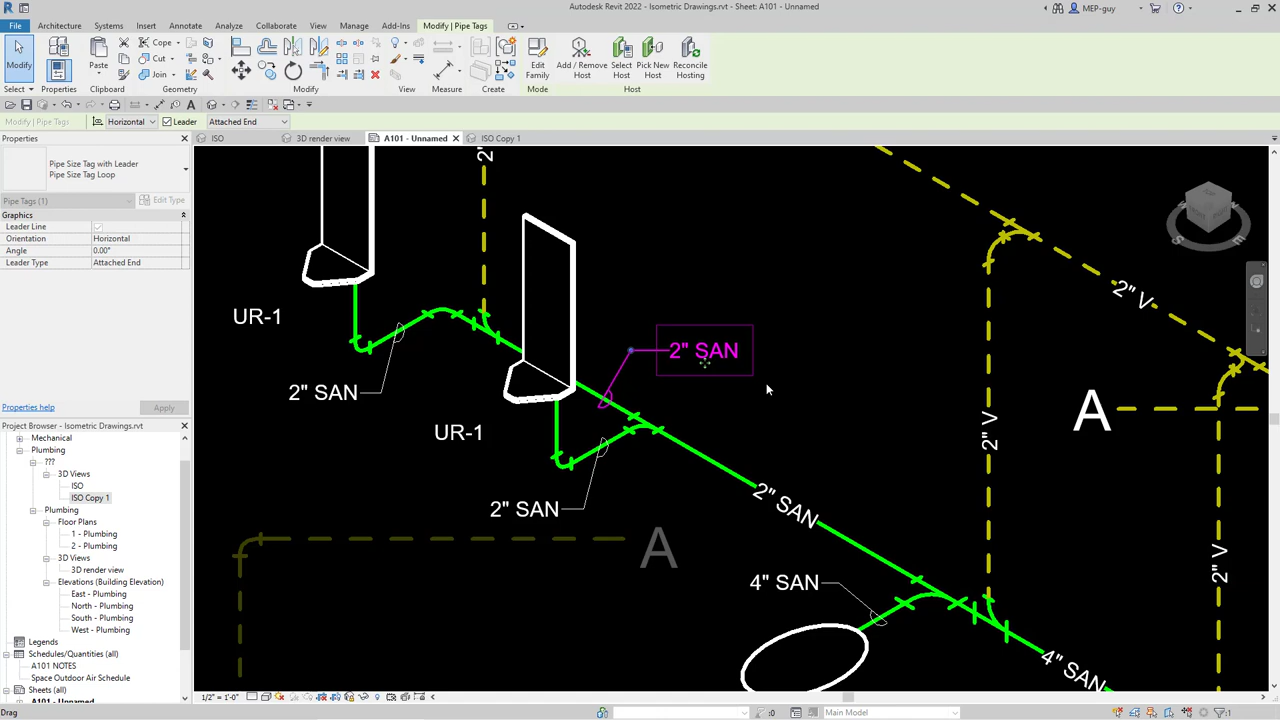 Autodesk Revit 2022 - Isometric Drawings.rvt - Sheet: A101 - Unnamed
MEP-guy
File Architecture Systems Insert Annotate Analyze Collaborate View Manage Add-Ins Modify | Pipe Tags
Modify
Properties
Paste
Cope
Cut
Join
Edit Family
Add / Remove Host
Select Host
Pick New Host
Reconcile Hosting
Select Properties Clipboard Geometry Modify View Measure Create Mode Host
Modify | Pipe Tags Horizontal Leader Attached End
Properties
ISO 3D render view A101 - Unnamed ISO Copy 1
Pipe Size Tag with Leader
Pipe Size Tag Loop
Pipe Tags (1) Edit Type
Graphics
Leader Line
Orientation Horizontal
Angle 0.00°
Leader Type Attached End
Properties help Apply
Project Browser - Isometric Drawings.rvt
Mechanical
Plumbing
???
3D Views
ISO
ISO Copy 1
Plumbing
Floor Plans
1 - Plumbing
2 - Plumbing
3D Views
3D render view
Elevations (Building Elevation)
East - Plumbing
North - Plumbing
South - Plumbing
West - Plumbing
Legends
Schedules/Quantities (all)
A101 NOTES
Space Outdoor Air Schedule
Sheets (all)
A101 - Unnamed
2"
TOP
S
E
UR-1
2" V
2" SAN
2" SAN
A
UR-1
2" V
2" SAN
2" SAN
A
2" V
4" SAN
4" SAN
1/2" = 1'-0"
Drag
:0
Main Model
:1